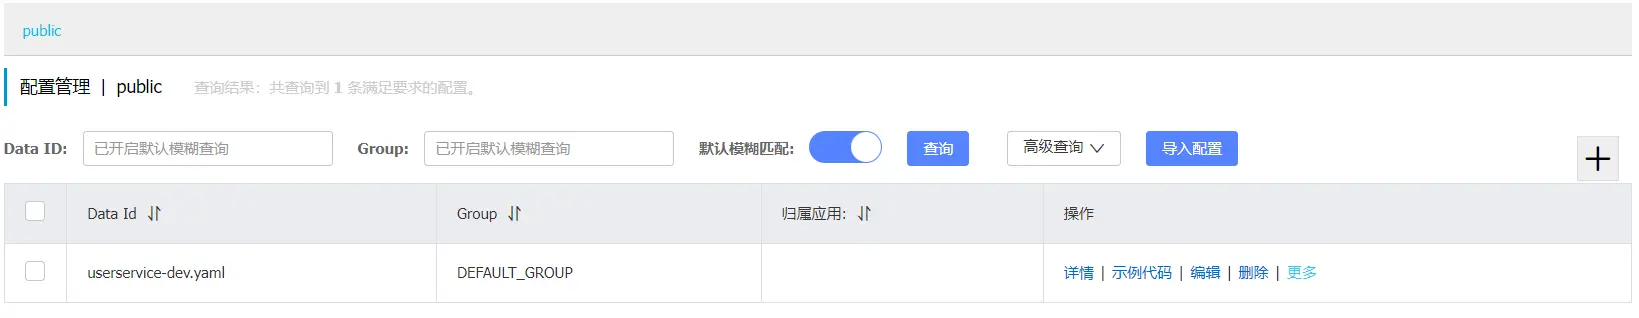 public
配置管理 | public 查询结果：共查询到 1 条满足要求的配置。
Data ID: 已开启默认模糊查询 Group: 已开启默认模糊查询 默认模糊匹配: 查询 高级查询 导入配置
Data Id Group 归属应用: 操作
userservice-dev.yaml DEFAULT_GROUP 详情 | 示例代码 | 编辑 | 删除 | 更多